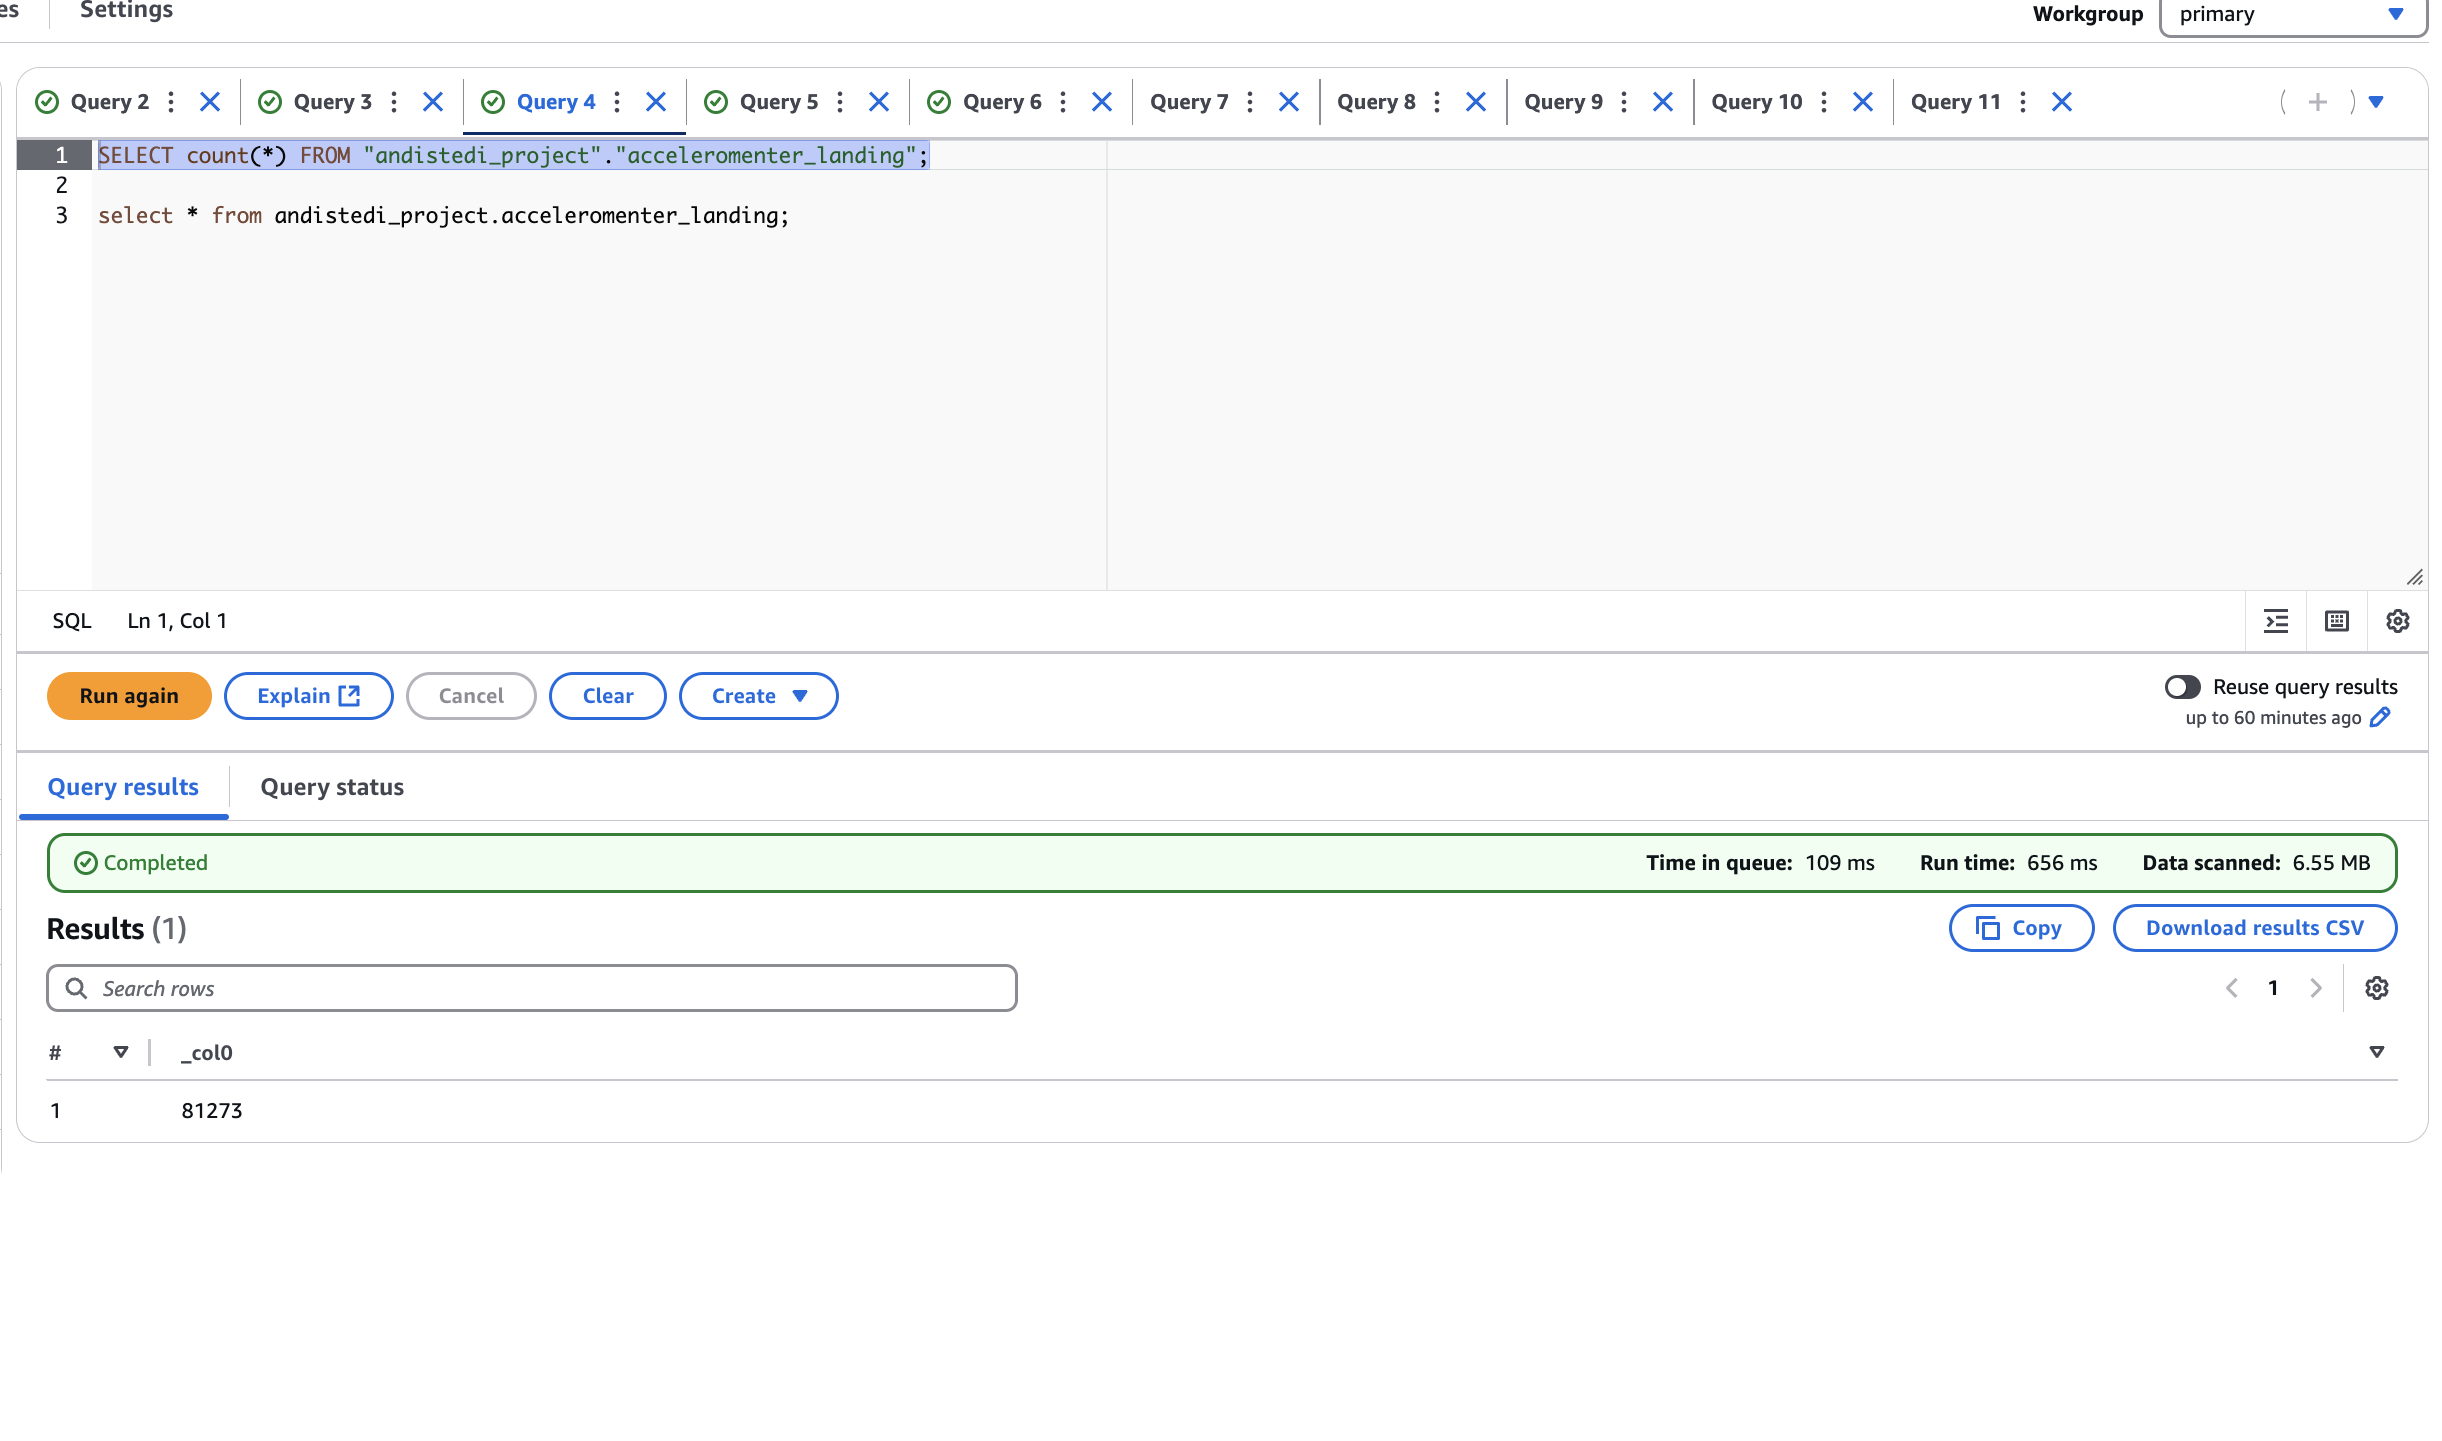 es Settings Workgroup primary
Query 2 Query 3 Query 4 Query 5 Query 6 Query 7 Query 8 Query 9 Query 10 Query 11
1 SELECT count(*) FROM "andistedi_project"."acceleromenter_landing";
2
3 select * from andistedi_project.acceleromenter_landing;
SQL Ln 1, Col 1
Run again Explain Cancel Clear Create Reuse query results
up to 60 minutes ago
Query results Query status
Completed Time in queue: 109 ms Run time: 656 ms Data scanned: 6.55 MB
Results (1) Copy Download results CSV
Search rows 1
# _col0
1 81273